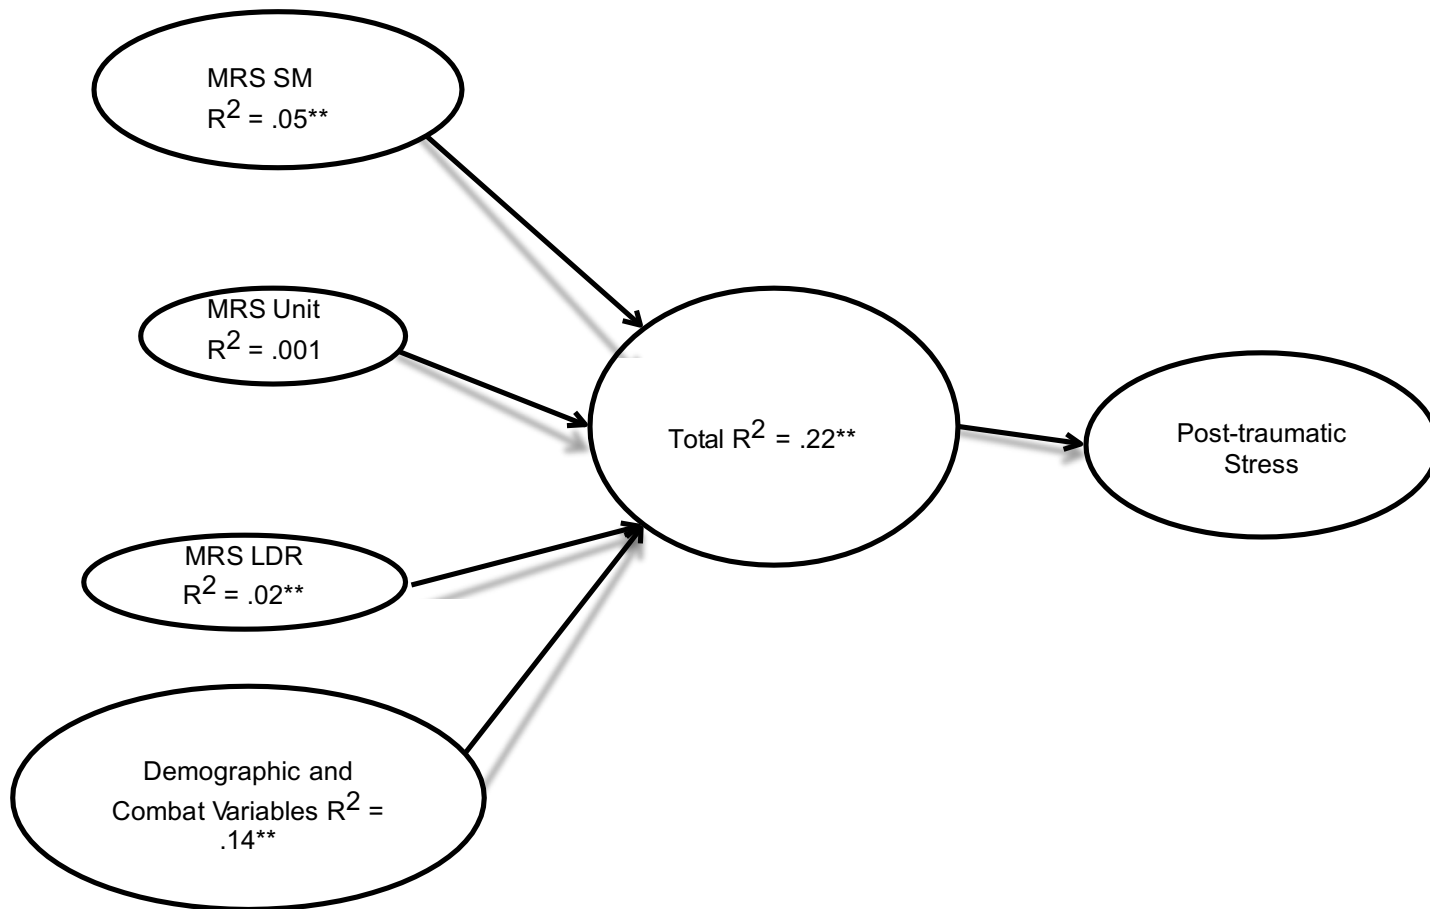 MRS SM
R² = .05**
MRS Unit
R² = .001
Total R² = .22**
Post-traumatic
Stress
MRS LDR
R² = .02**
Demographic and
Combat Variables R² =
.14**